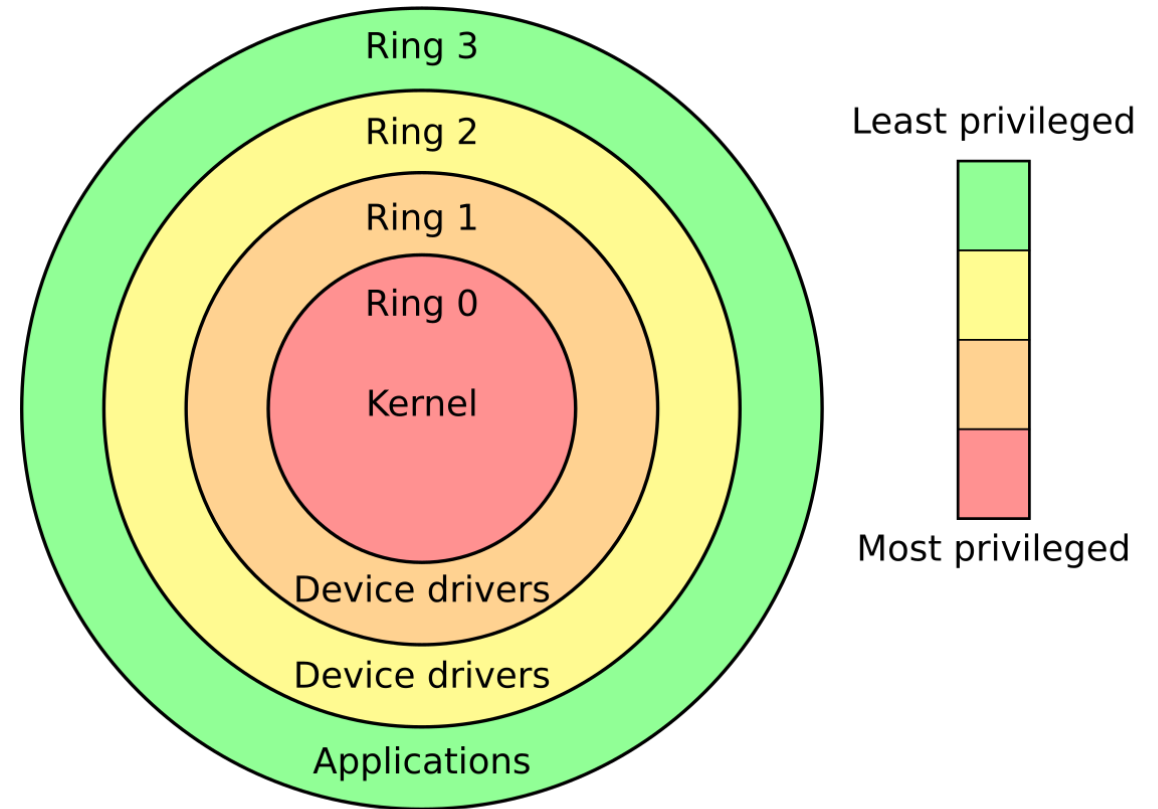 Ring 3
Ring 2
Ring 1
Ring 0
Kernel
Device drivers
Device drivers
Applications
Least privileged
Most privileged